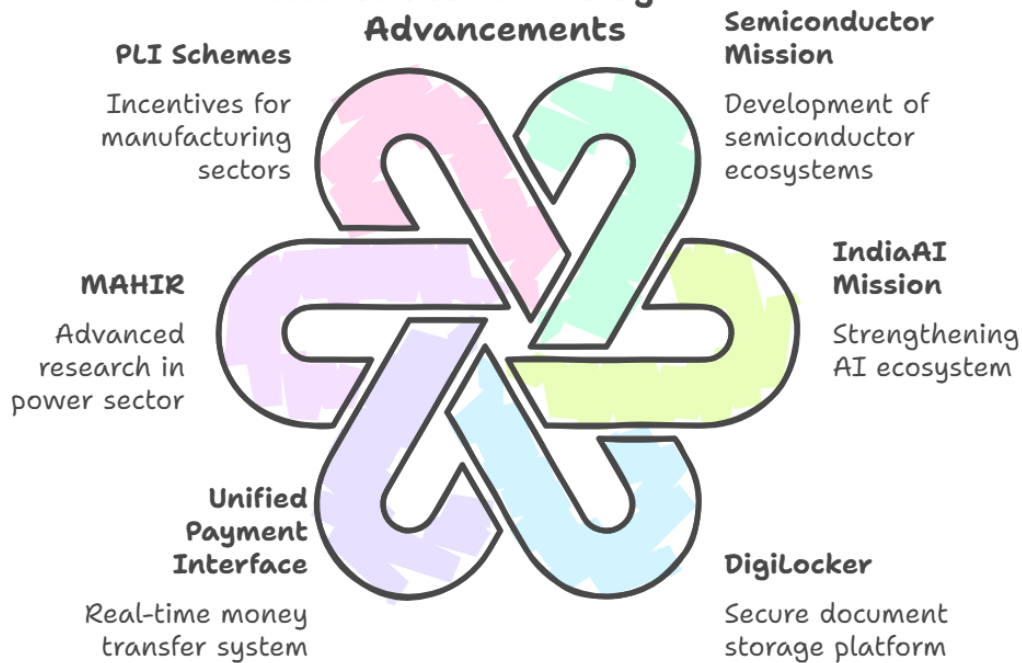 Advancements
PLI Schemes
Incentives for
manufacturing
sectors
Semiconductor
Mission
Development of
semiconductor
ecosystems
MAHIR
Advanced
research in
power sector
IndiaAI
Mission
Strengthening
AI ecosystem
Unified
Payment
Interface
Real-time money
transfer system
DigiLocker
Secure document
storage platform